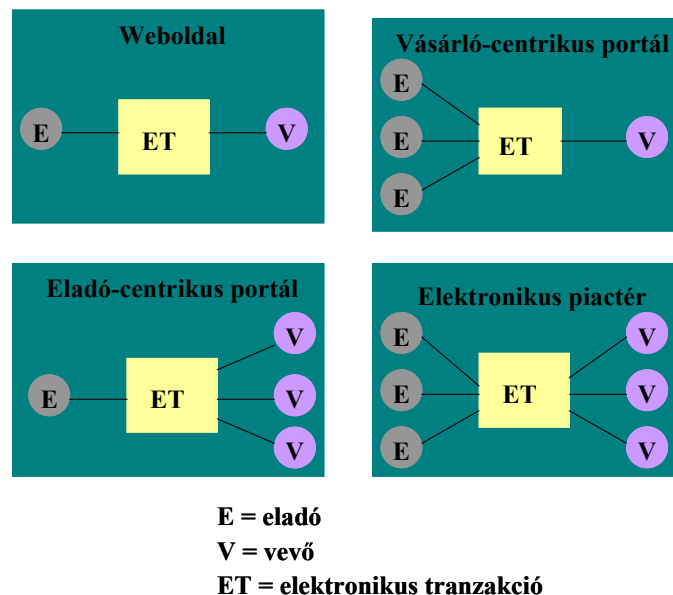 Weboldal
E
ET
V
Vásárló-centrikus portál
E
E
E
ET
V
Eladó-centrikus portál
E
ET
V
V
V
Elektronikus piactér
E
E
E
ET
V
V
V
E = eladó
V = vevő
ET = elektronikus tranzakció